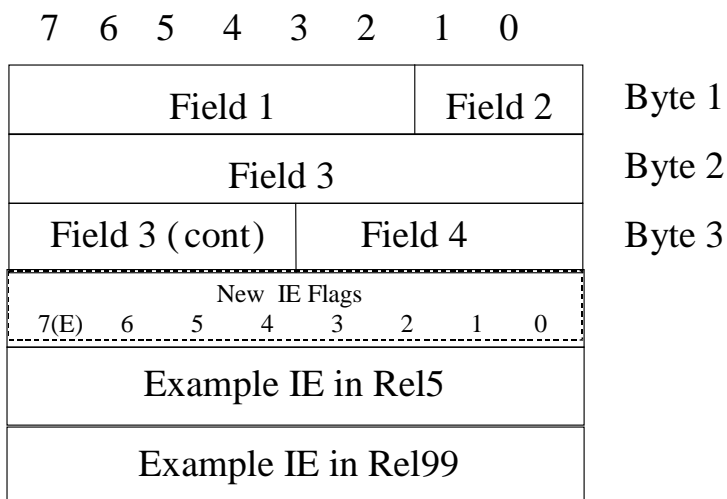 7 6 5 4 3 2 1 0
Field 1 Field 2 Byte 1
Field 3 Byte 2
Field 3 (cont) Field 4 Byte 3
New IE Flags
7(E) 6 5 4 3 2 1 0
Example IE in Rel5
Example IE in Rel99